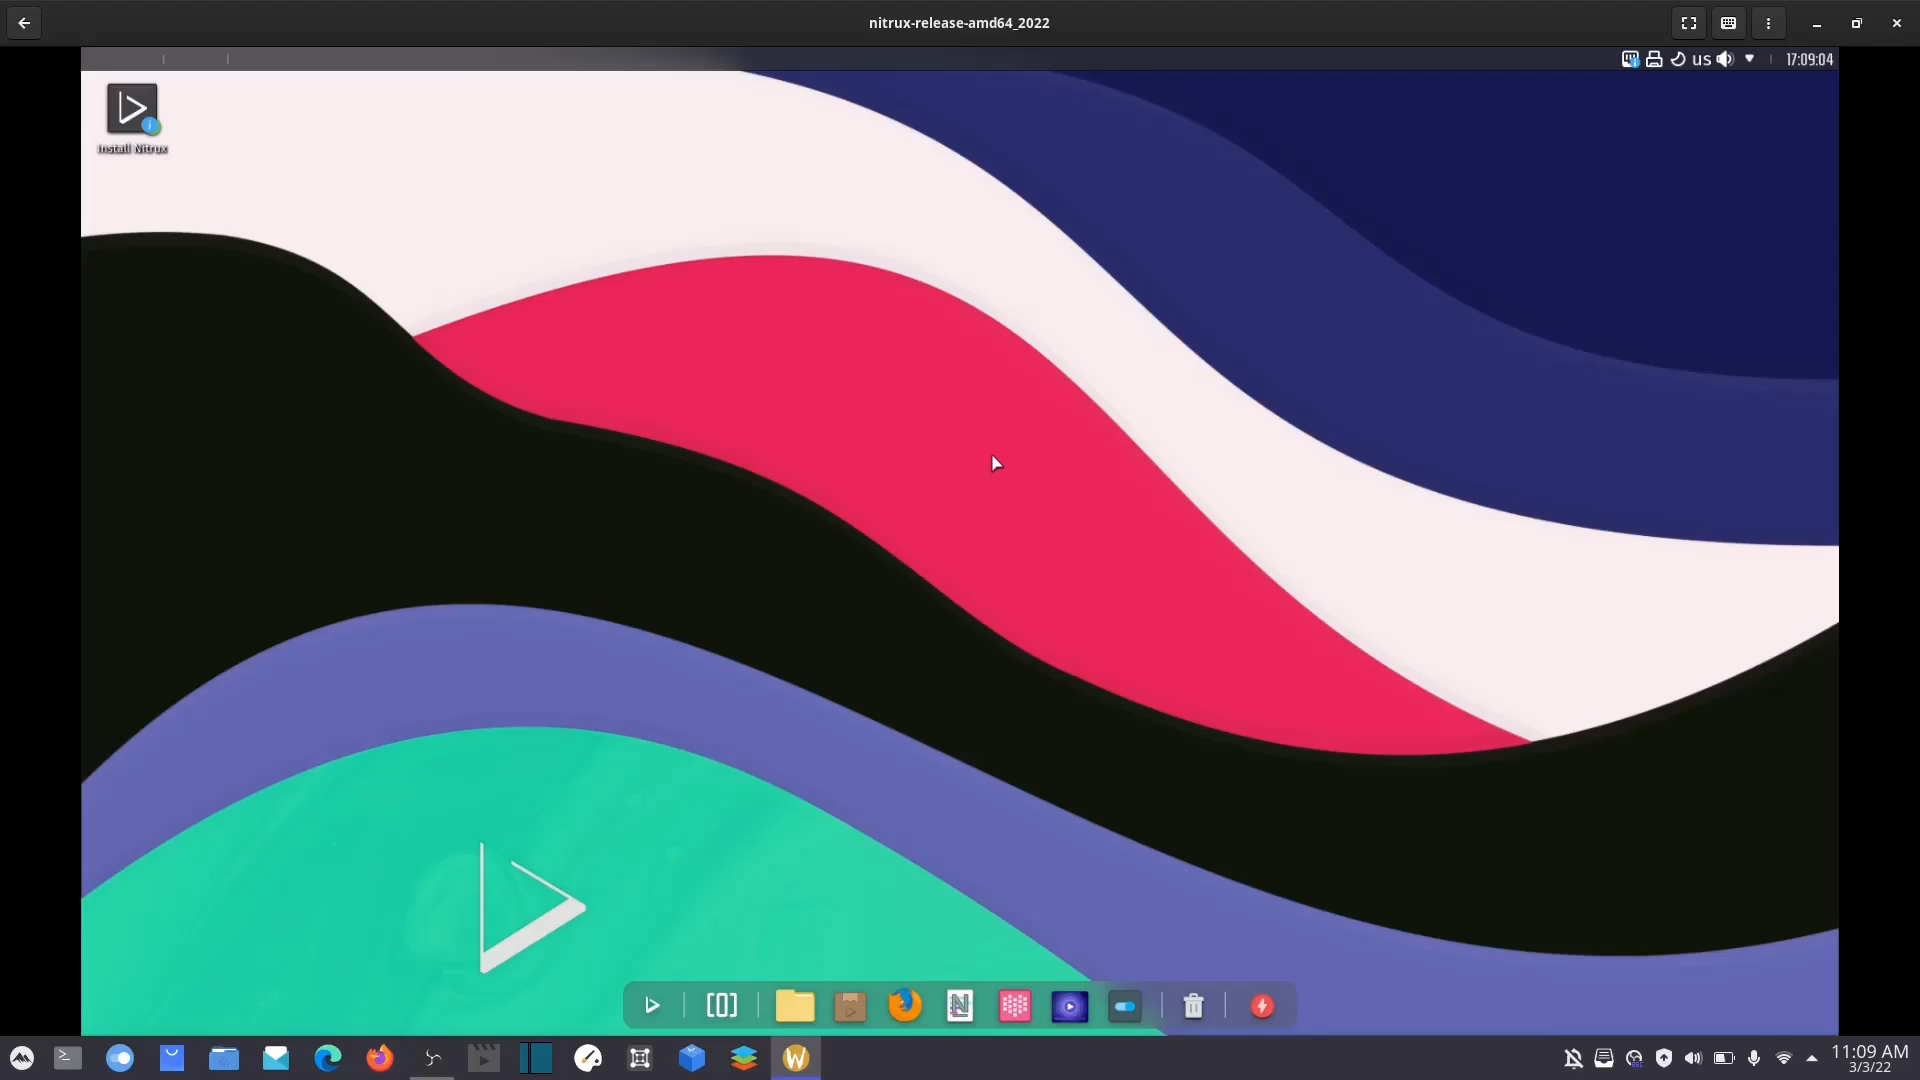 nitrux-release-amd64_2022
us
17:09:04
Install Nitrux
11:09 AM
3/3/22